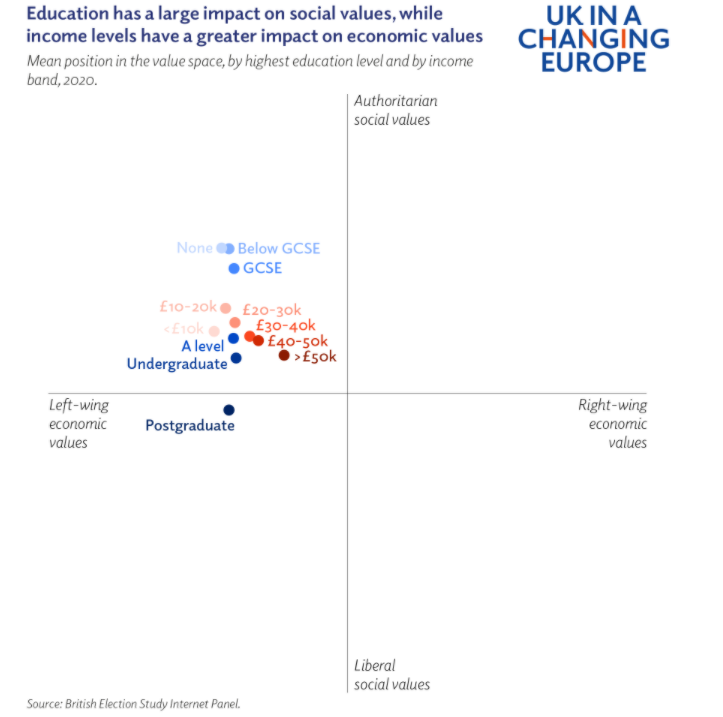 Education has a large impact on social values, while
income levels have a greater impact on economic values
UK IN A
CHANGING
EUROPE
Mean position in the value space, by highest education level and by income
band, 2020.
Authoritarian
social values
None
Below GCSE
GCSE
£10-20k
£20-30k
£30-40k
<£10k
£40-50k
A level
>£50k
Undergraduate
Left-wing
economic
values
Right-wing
economic
values
Postgraduate
Liberal
social values
Source: British Election Study Internet Panel.